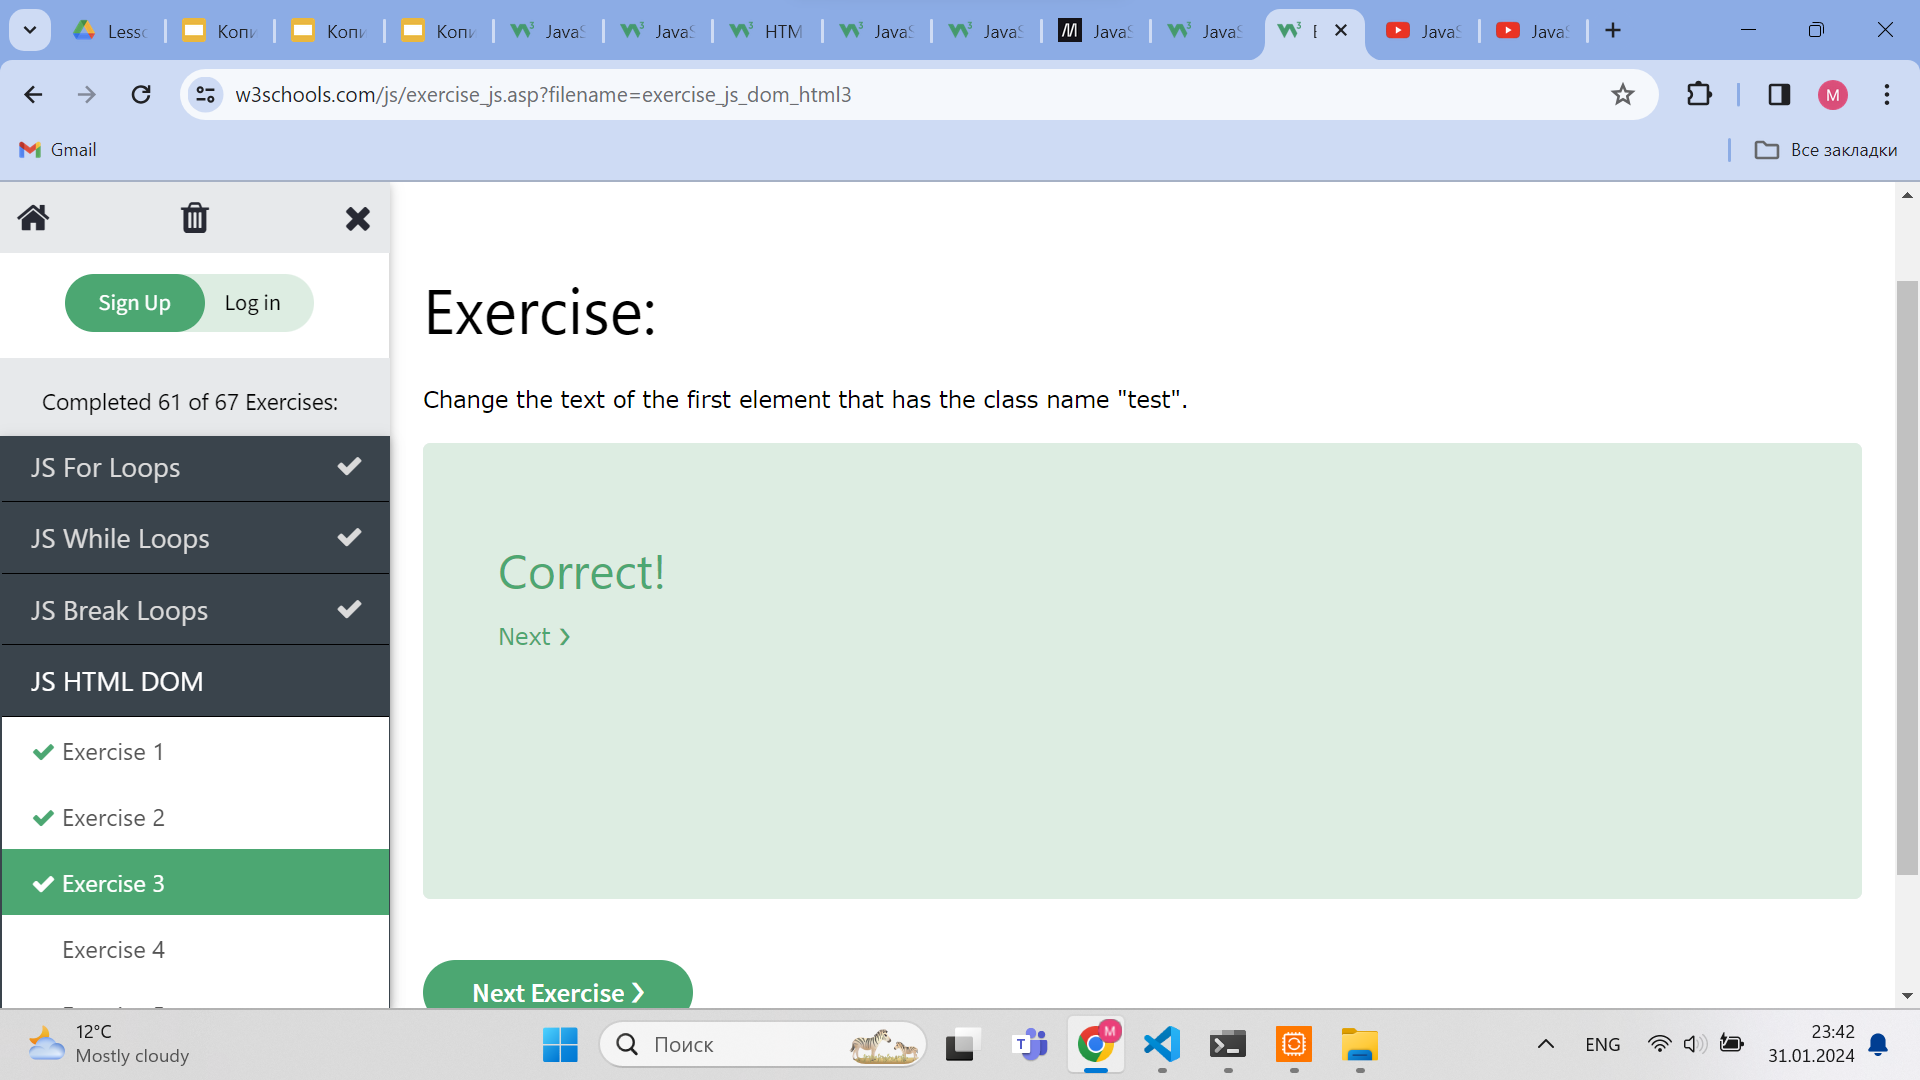 Lessc
Копи
Копи
Копи
JavaS
JavaS
HTM
JavaS
JavaS
JavaS
JavaS
JavaS
JavaS
w3schools.com/js/exercise_js.asp?filename=exercise_js_dom_html3
M
Gmail
Все закладки
Sign Up
Log in
Completed 61 of 67 Exercises:
JS For Loops
JS While Loops
JS Break Loops
JS HTML DOM
Exercise 1
Exercise 2
Exercise 3
Exercise 4
Exercise:
Change the text of the first element that has the class name "test".
Correct!
Next ❯
Next Exercise ❯
12°C
Mostly cloudy
Поиск
ENG
23:42
31.01.2024